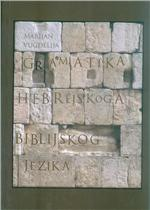 MARIJAN
VUGDELIJA
GRAMATIKA
HEBREJSKOGA
BIBLIJSKOG
JEZIKA